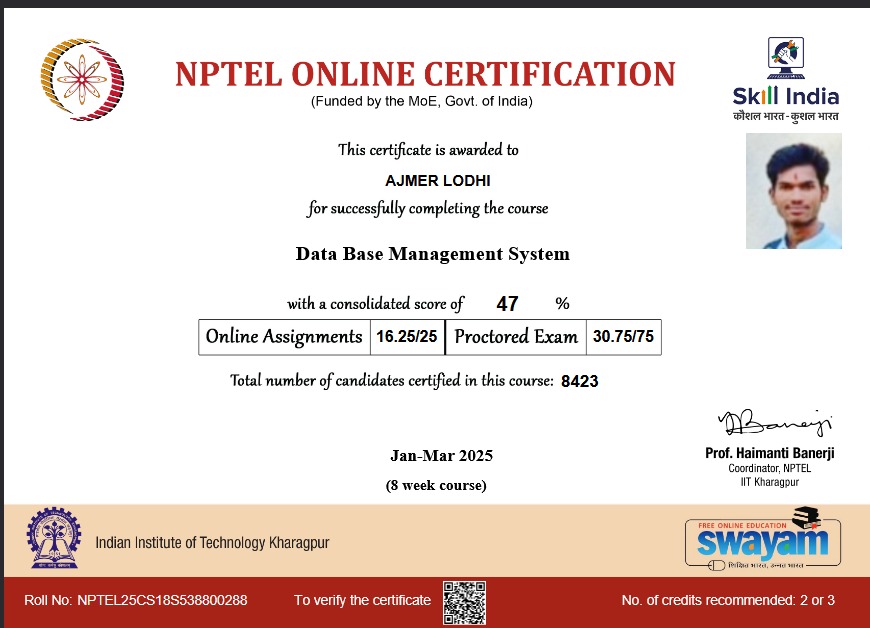 NPTEL ONLINE CERTIFICATION
(Funded by the MoE, Govt. of India)
Skill India
कौशल भारत - कुशल भारत
This certificate is awarded to
AJMER LODHI
for successfully completing the course
Data Base Management System
with a consolidated score of 47 %
Online Assignments 16.25/25 Proctored Exam 30.75/75
Total number of candidates certified in this course: 8423
Jan-Mar 2025
(8 week course)
Prof. Haimanti Banerji
Coordinator, NPTEL
IIT Kharagpur
Indian Institute of Technology Kharagpur
FREE ONLINE EDUCATION
swayam
शिक्षित भारत, उन्नत भारत
Roll No: NPTEL25CS18S538800288
To verify the certificate
No. of credits recommended: 2 or 3